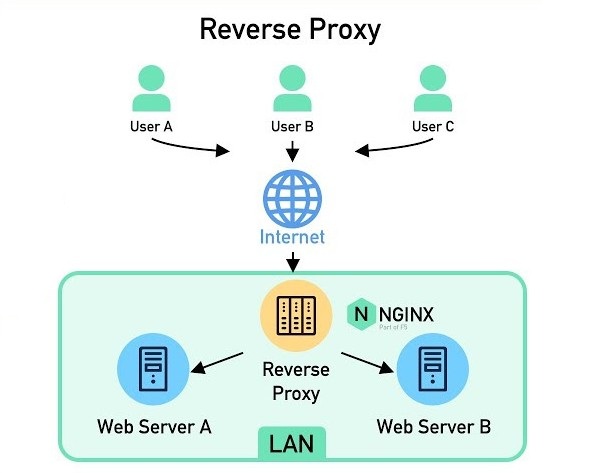 Reverse Proxy
User A
User B
User C
Internet
N NGINX
Part of F5
Reverse
Proxy
Web Server A
Web Server B
LAN